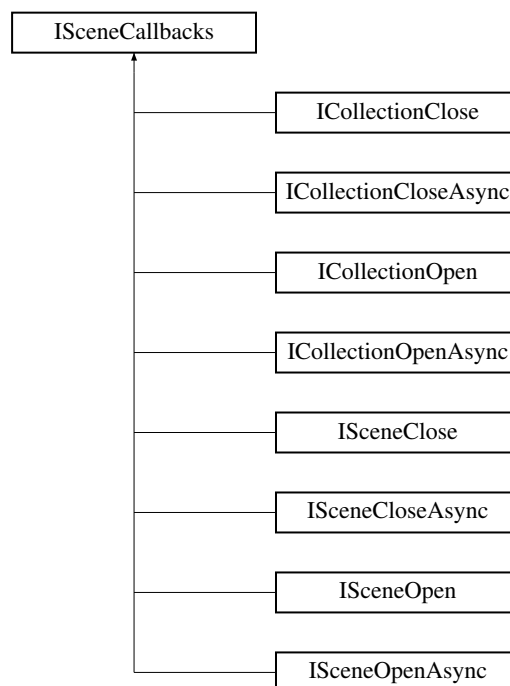 ISceneCallbacks
ICollectionClose
ICollectionCloseAsync
ICollectionOpen
ICollectionOpenAsync
ISceneClose
ISceneCloseAsync
ISceneOpen
ISceneOpenAsync